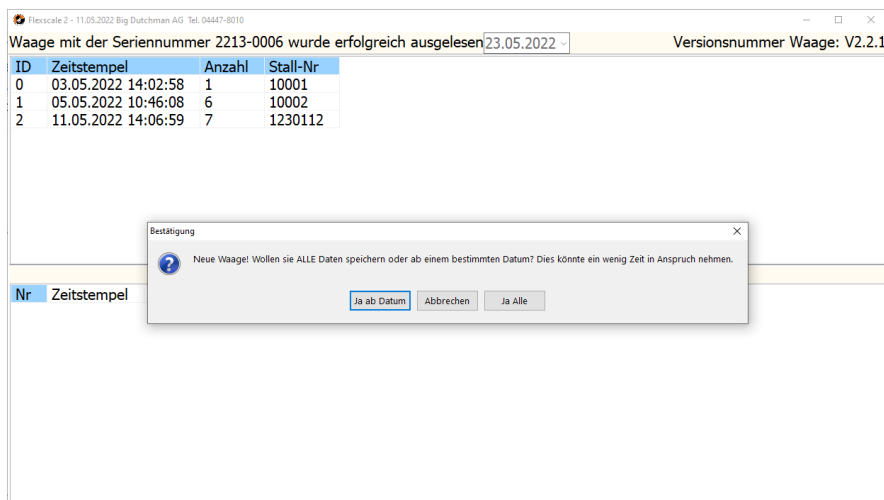 Flexscale 2 - 11.05.2022 Big Dutchman AG Tel. 04447-8010
Waage mit der Seriennummer 2213-0006 wurde erfolgreich ausgelesen 23.05.2022 Versionsnummer Waage: V2.2.1
ID Zeitstempel Anzahl Stall-Nr
0 03.05.2022 14:02:58 1 10001
1 05.05.2022 10:46:08 6 10002
2 11.05.2022 14:06:59 7 1230112
Bestätigung
Neue Waage! Wollen sie ALLE Daten speichern oder ab einem bestimmten Datum? Dies könnte ein wenig Zeit in Anspruch nehmen.
Ja ab Datum Abbrechen Ja Alle
Nr Zeitstempel